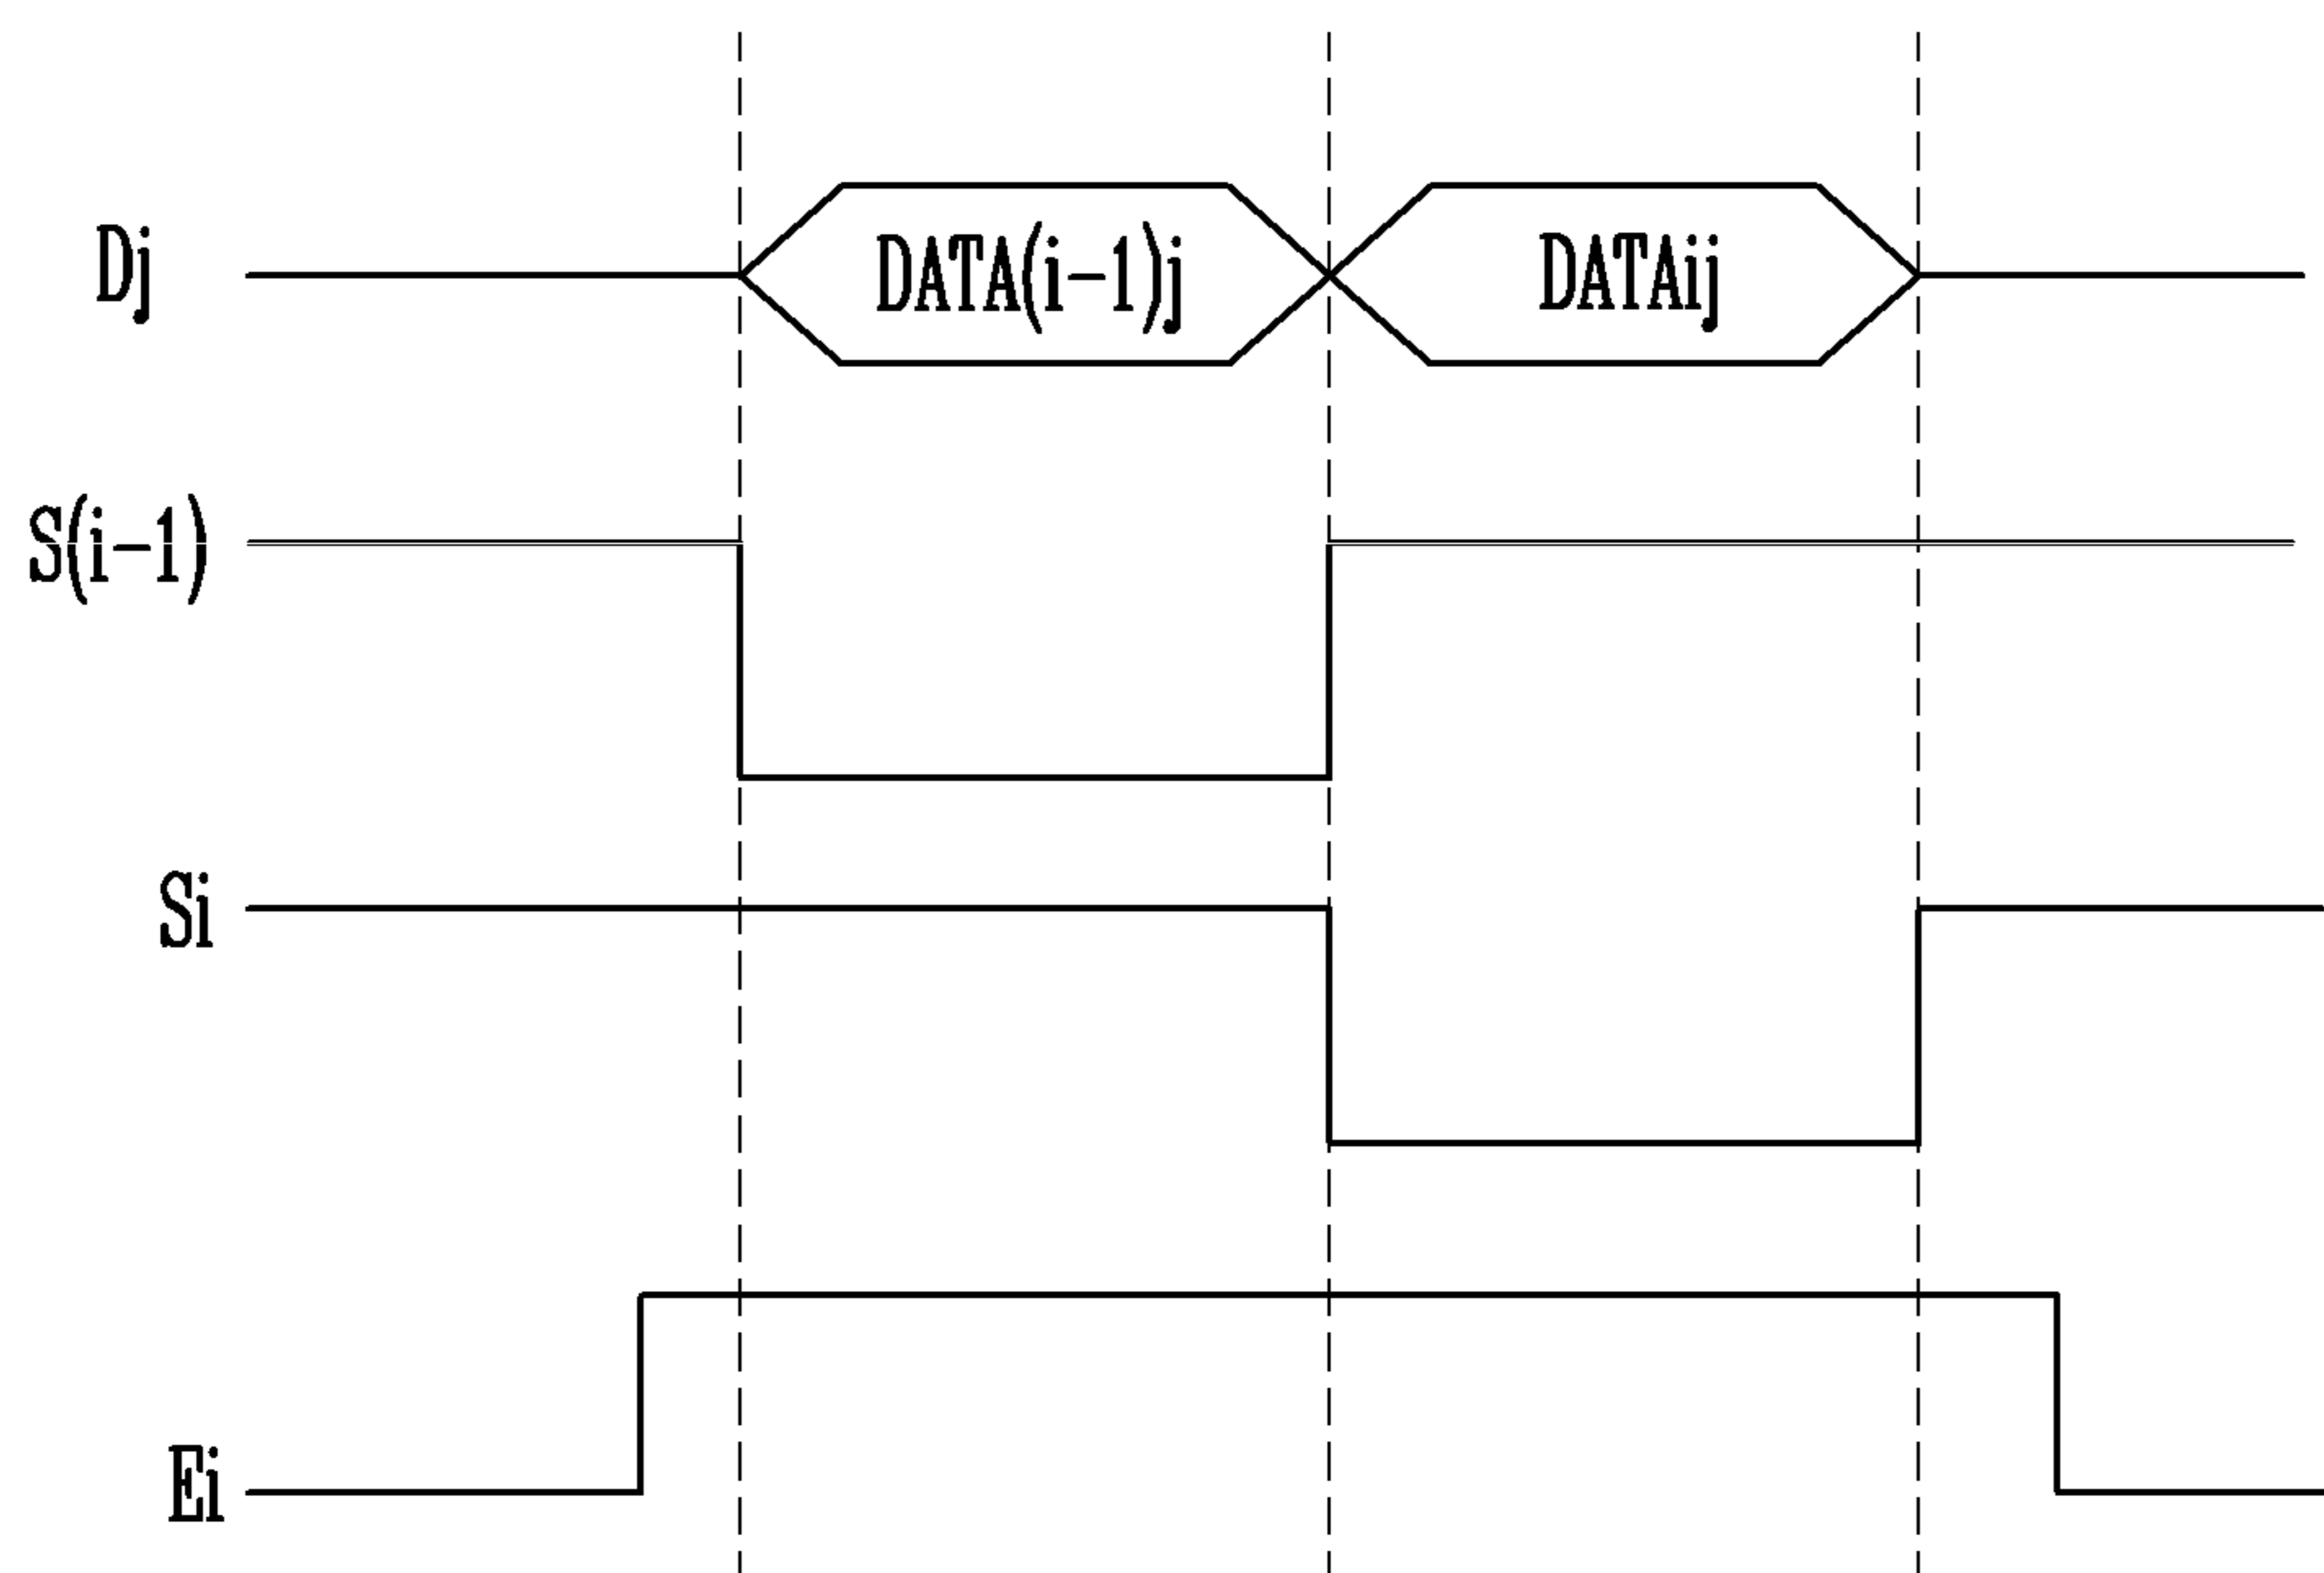 Dj
DATA(i-1)j
DATAij
S(i-1)
Si
Ei